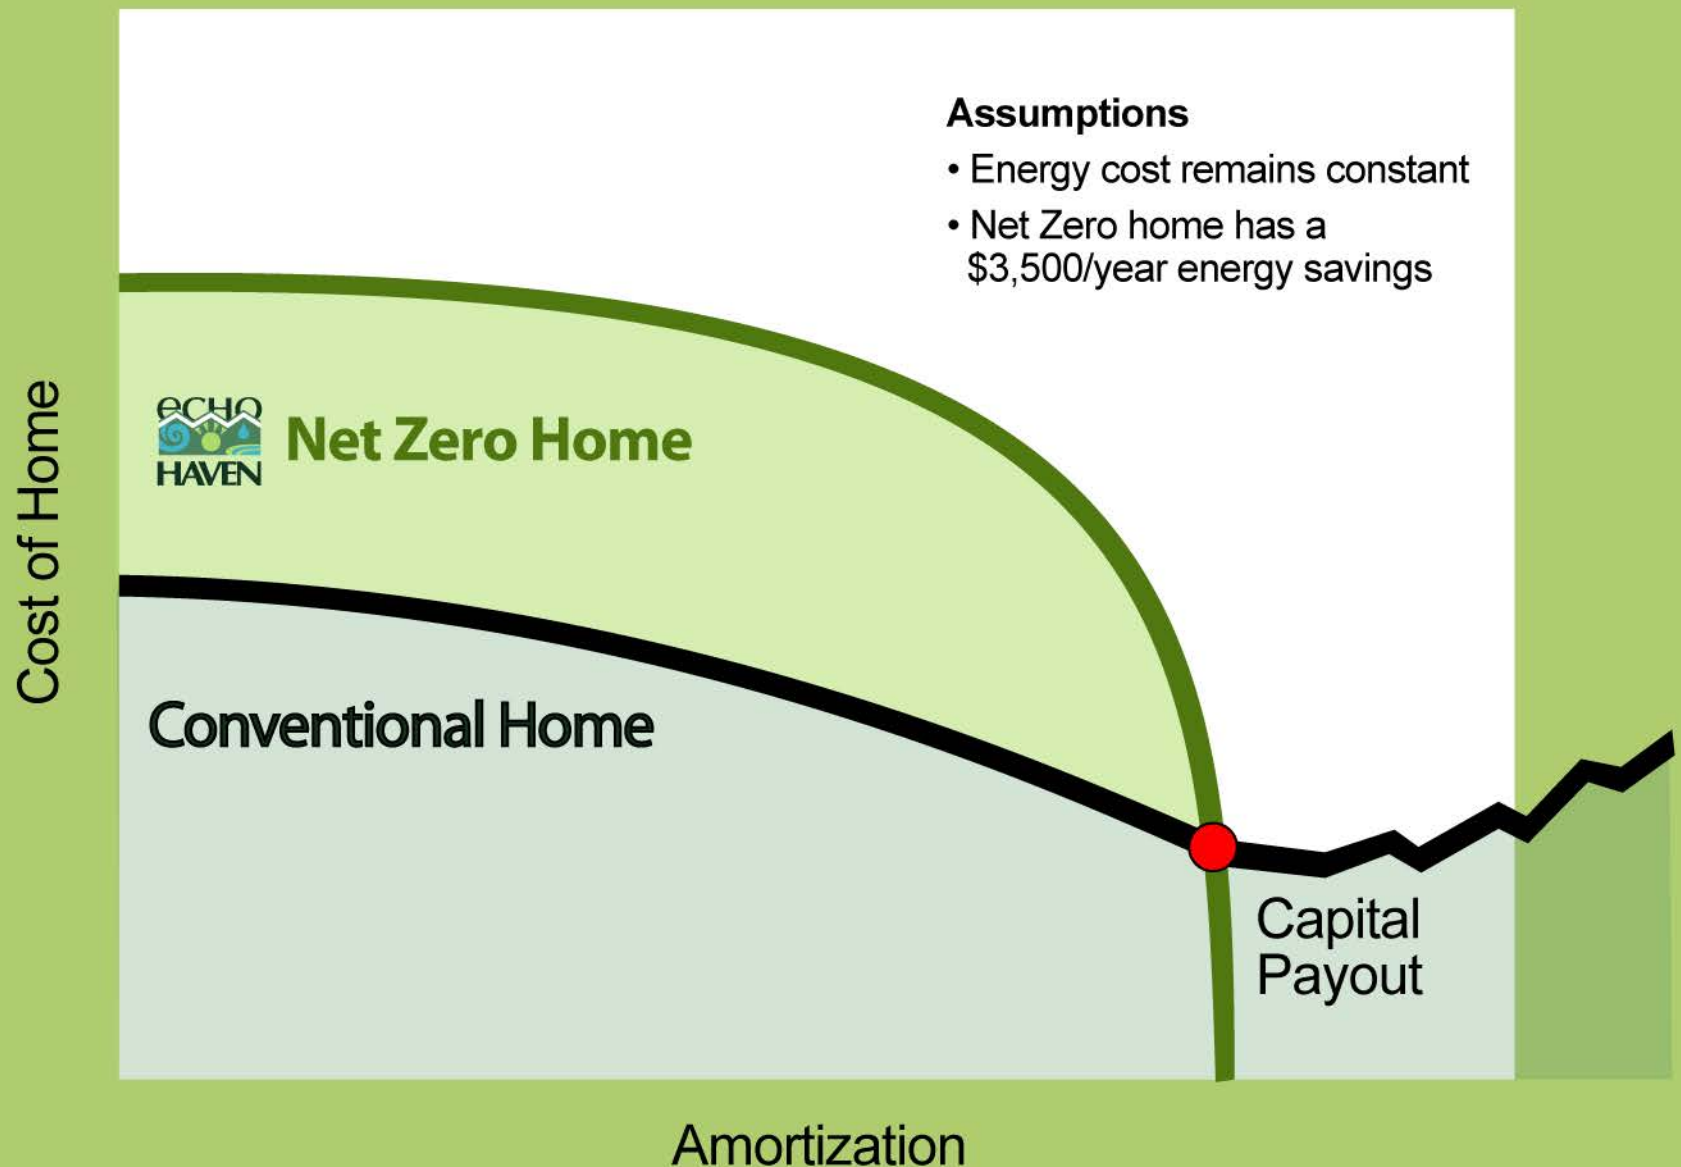 Assumptions
• Energy cost remains constant
• Net Zero home has a
$3,500/year energy savings
Cost of Home
eCHO
HAVEN
Net Zero Home
Conventional Home
Capital
Payout
Amortization